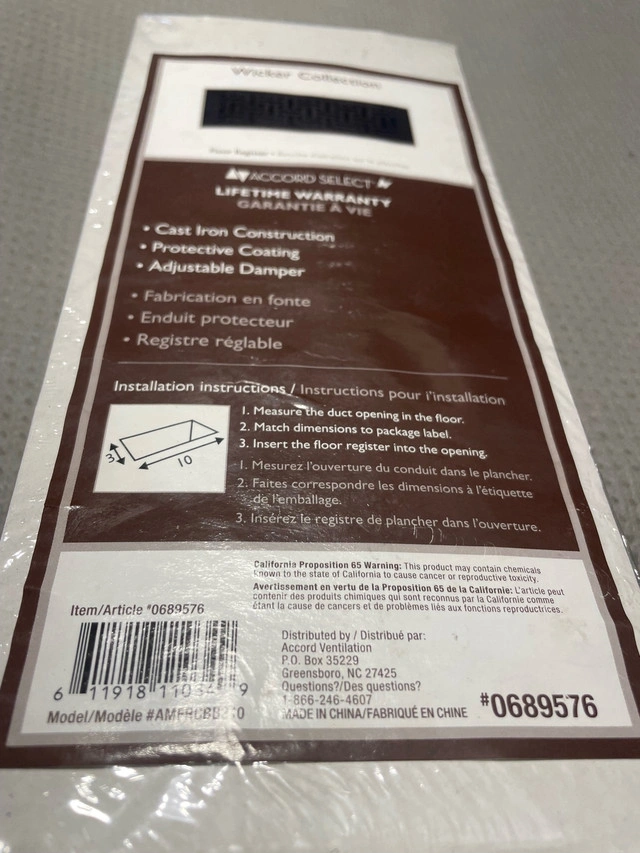 Wicker Collection
ACCORD SELECT
LIFETIME WARRANTY
GARANTIE À VIE
• Cast Iron Construction
• Protective Coating
• Adjustable Damper
• Fabrication en fonte
• Enduit protecteur
• Registre réglable
Installation instructions / Instructions pour l'installation
3
10
1. Measure the duct opening in the floor.
2. Match dimensions to package label.
3. Insert the floor register into the opening.
1. Mesurez l'ouverture du conduit dans le plancher.
2. Faites correspondre les dimensions à l'étiquette
de l'emballage.
3. Insérez le registre de plancher dans l'ouverture.
California Proposition 65 Warning: This product may contain chemicals
known to the state of California to cause cancer or reproductive toxicity.
Avertissement en vertu de la Proposition 65 de la Californie: L'article peut
contenir des produits chimiques qui sont reconnus par la Californie comme
étant la cause de cancers et de problèmes liés aux fonctions reproductrices.
Item/Article #0689576
6 11918 9
Model/Modèle
Distributed by / Distribué par:
Accord Ventilation
P.O. Box 35229
Greensboro, NC 27425
Questions?/Des questions?
1-866-246-4607
MADE IN CHINA/FABRIQUÉ EN CHINE
#0689576